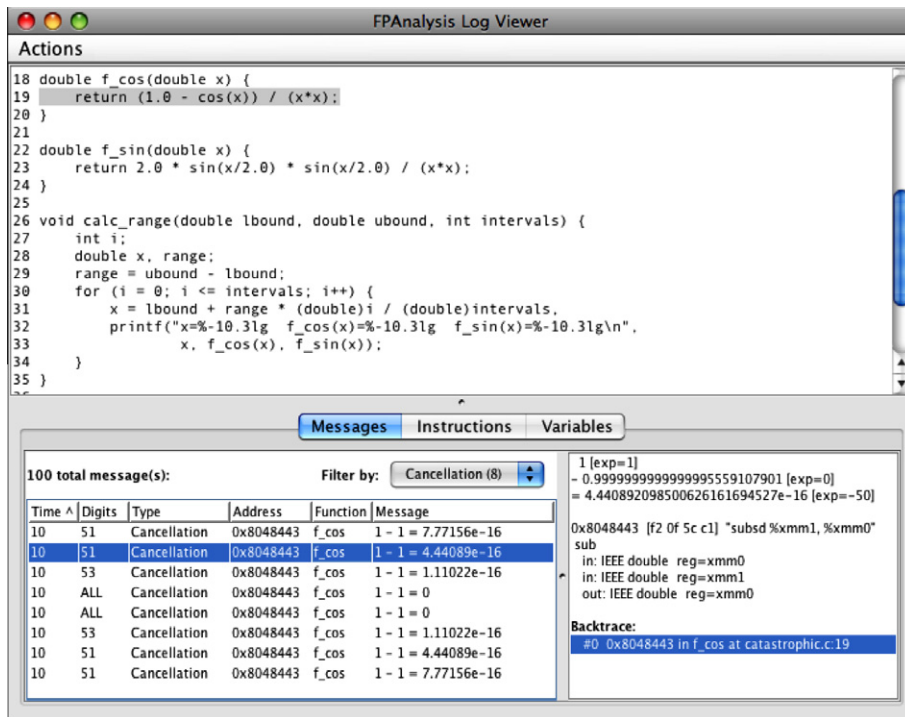 FPAnalysis Log Viewer
Actions
18 double f_cos(double x) {
19     return (1.0 - cos(x)) / (x*x);
20 }
21
22 double f_sin(double x) {
23     return 2.0 * sin(x/2.0) * sin(x/2.0) / (x*x);
24 }
25
26 void calc_range(double lbound, double ubound, int intervals) {
27     int i;
28     double x, range;
29     range = ubound - lbound;
30     for (i = 0; i <= intervals; i++) {
31         x = lbound + range * (double)i / (double)intervals,
32         printf("x=%-10.3lg  f_cos(x)=%-10.3lg  f_sin(x)=%-10.3lg\n",
33                 x, f_cos(x), f_sin(x));
34     }
35 }
Messages Instructions Variables
100 total message(s): Filter by: Cancellation (8)
Time ^ Digits Type Address Function Message
10 51 Cancellation 0x8048443 f_cos 1 - 1 = 7.77156e-16
10 51 Cancellation 0x8048443 f_cos 1 - 1 = 4.44089e-16
10 53 Cancellation 0x8048443 f_cos 1 - 1 = 1.11022e-16
10 ALL Cancellation 0x8048443 f_cos 1 - 1 = 0
10 ALL Cancellation 0x8048443 f_cos 1 - 1 = 0
10 53 Cancellation 0x8048443 f_cos 1 - 1 = 1.11022e-16
10 51 Cancellation 0x8048443 f_cos 1 - 1 = 4.44089e-16
10 51 Cancellation 0x8048443 f_cos 1 - 1 = 7.77156e-16
1 [exp=1]
- 0.9999999999999995559107901 [exp=0]
= 4.440892098500626161694527e-16 [exp=-50]
0x8048443 [f2 0f 5c c1] "subsd %xmm1, %xmm0"
sub
in: IEEE double reg=xmm0
in: IEEE double reg=xmm1
out: IEEE double reg=xmm0
Backtrace:
#0 0x8048443 in f_cos at catastrophic.c:19